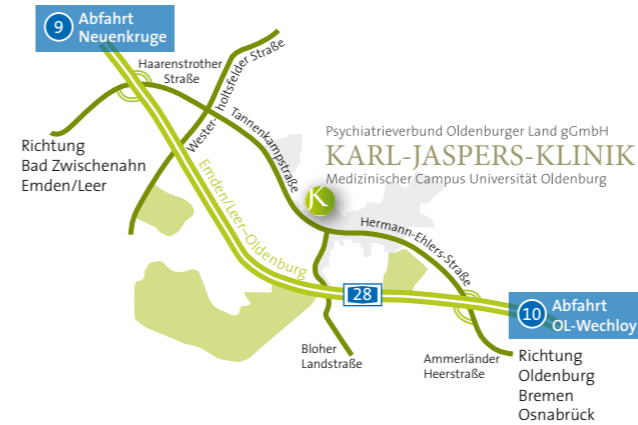 9 Abfahrt
Neuenkruge
Haarenstrother
Straße
Wester-
holtsfelder Straße
Tannenkampstraße
Richtung
Bad Zwischenahn
Emden/Leer
Psychiatrieverbund Oldenburger Land gGmbH
KARL-JASPERS-KLINIK
Medizinischer Campus Universität Oldenburg
K
Hermann-Ehlers-Straße
Emden/Leer–Oldenburg
28
10 Abfahrt
OL-Wechloy
Bloher
Landstraße
Ammerländer
Heerstraße
Richtung
Oldenburg
Bremen
Osnabrück